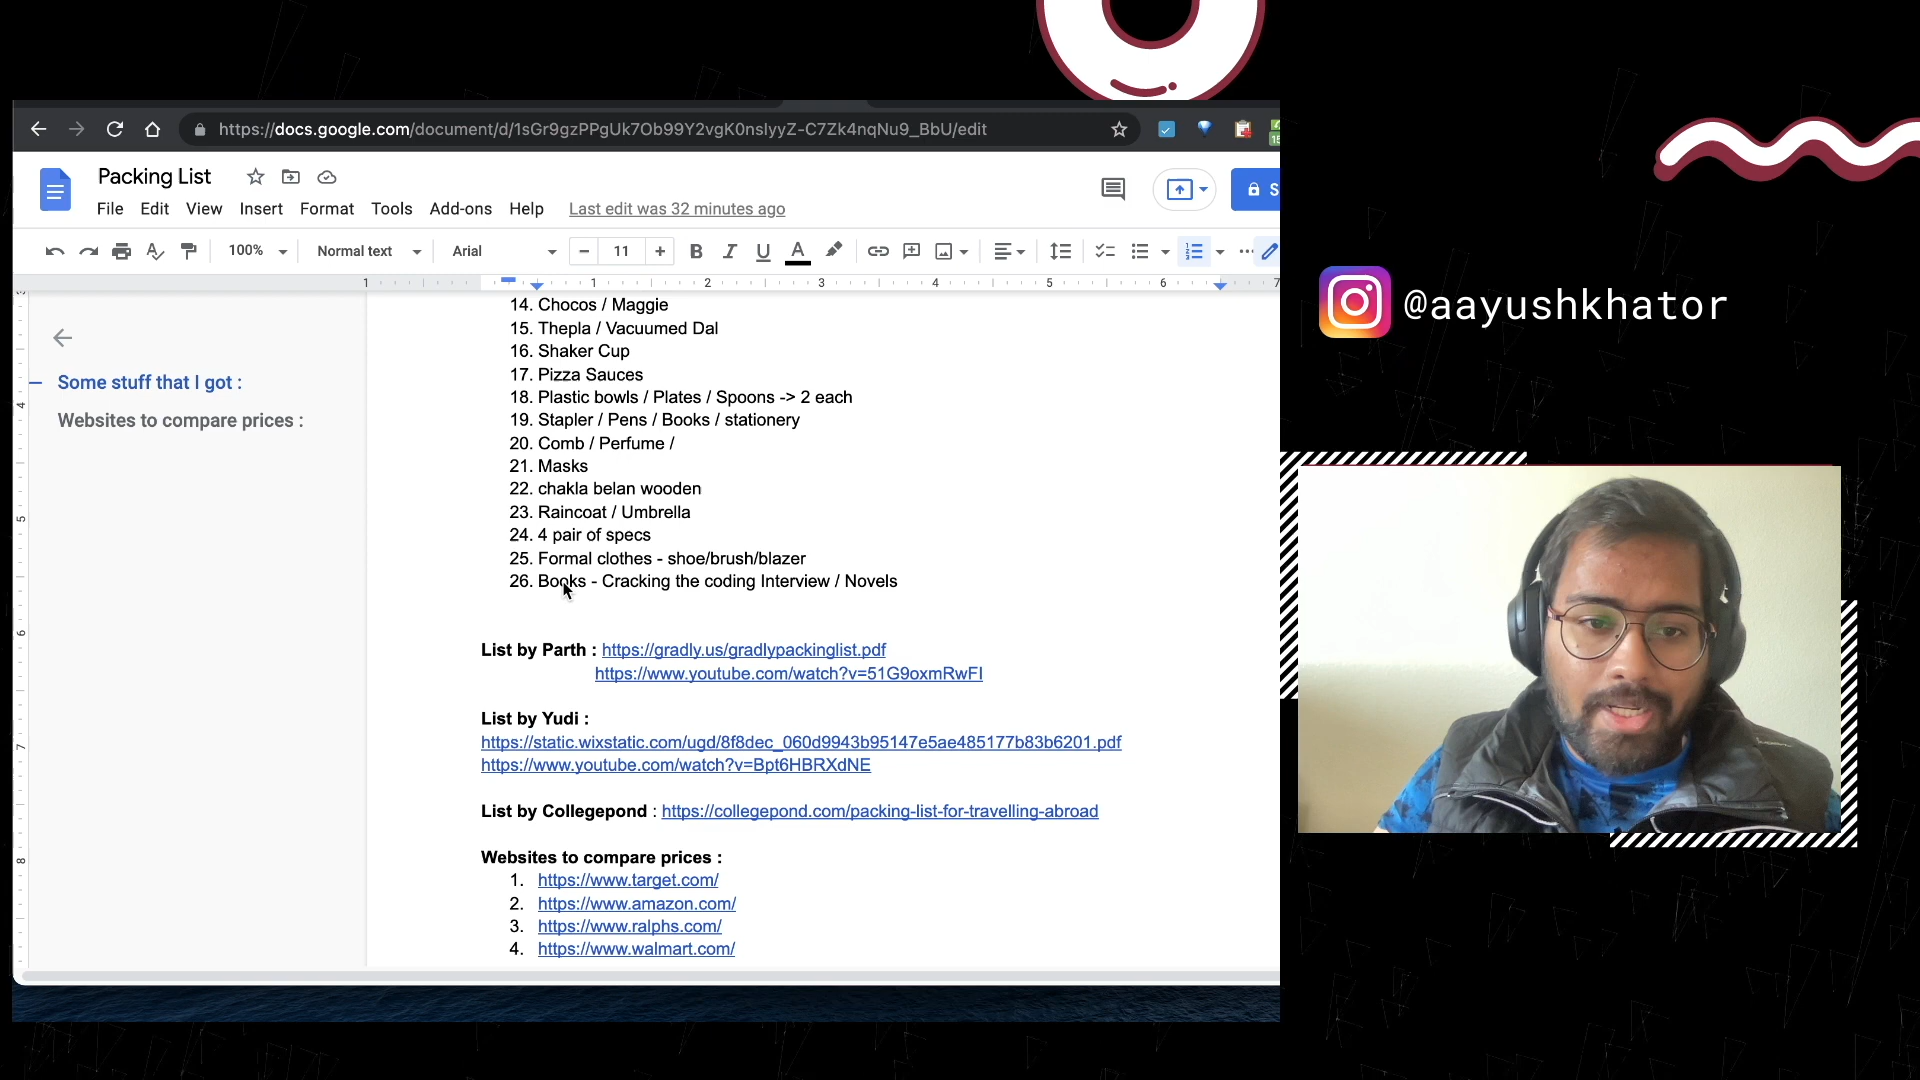 https://docs.google.com/document/d/1sGr9gzPPgUk7Ob99Y2vgK0nslyyZ-C7Zk4nqNu9_BbU/edit
Packing List
File Edit View Insert Format Tools Add-ons Help Last edit was 32 minutes ago
100% Normal text Arial 11
1 1 2 3 4 5 6 7
Some stuff that I got :
Websites to compare prices :
14. Chocos / Maggie
15. Thepla / Vacuumed Dal
16. Shaker Cup
17. Pizza Sauces
18. Plastic bowls / Plates / Spoons -> 2 each
19. Stapler / Pens / Books / stationery
20. Comb / Perfume /
21. Masks
22. chakla belan wooden
23. Raincoat / Umbrella
24. 4 pair of specs
25. Formal clothes - shoe/brush/blazer
26. Books - Cracking the coding Interview / Novels
List by Parth : https://gradly.us/gradlypackinglist.pdf
https://www.youtube.com/watch?v=51G9oxmRwFI
List by Yudi :
https://static.wixstatic.com/ugd/8f8dec_060d9943b95147e5ae485177b83b6201.pdf
https://www.youtube.com/watch?v=Bpt6HBRXdNE
List by Collegepond : https://collegepond.com/packing-list-for-travelling-abroad
Websites to compare prices :
1. https://www.target.com/
2. https://www.amazon.com/
3. https://www.ralphs.com/
4. https://www.walmart.com/
@aayushkhator